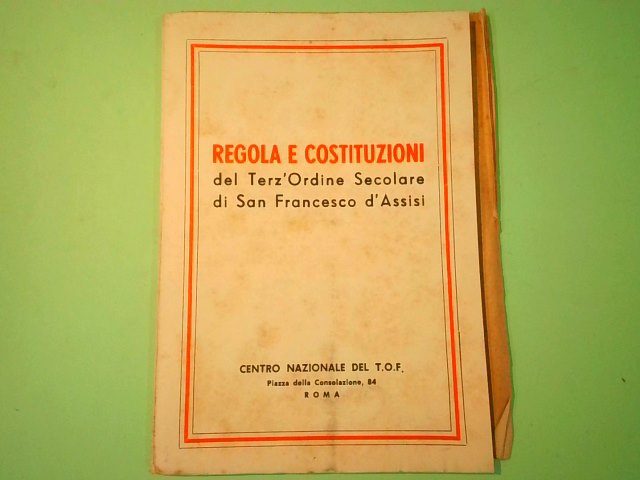 REGOLA E COSTITUZIONI
del Terz'Ordine Secolare
di San Francesco d'Assisi
CENTRO NAZIONALE DEL T.O.F.
Piazza della Consolazione, 84
ROMA